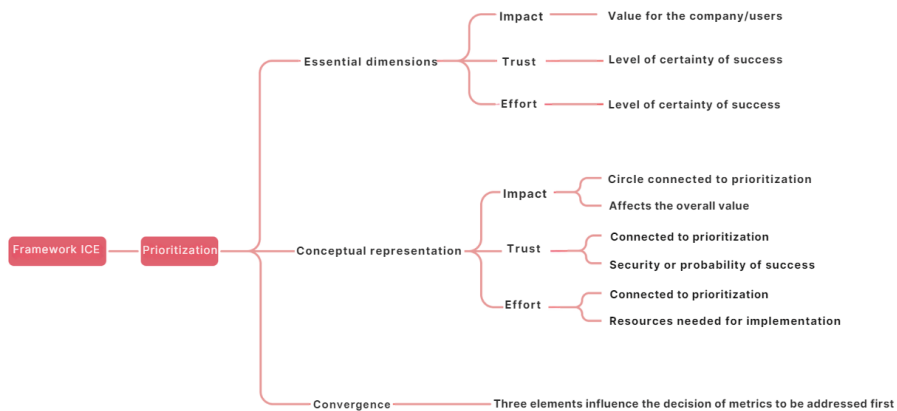 Framework ICE
Prioritization
Essential dimensions
Impact
Value for the company/users
Trust
Level of certainty of success
Effort
Level of certainty of success
Conceptual representation
Impact
Circle connected to prioritization
Affects the overall value
Trust
Connected to prioritization
Security or probability of success
Effort
Connected to prioritization
Resources needed for implementation
Convergence
Three elements influence the decision of metrics to be addressed first